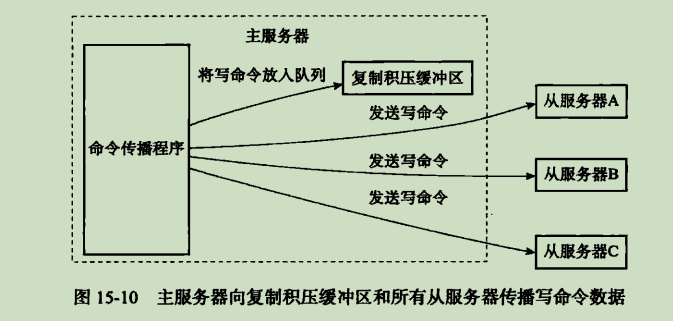 主服务器
将写命令放入队列
复制积压缓冲区
发送写命令
从服务器A
命令传播程序
发送写命令
从服务器B
发送写命令
从服务器C
图 15-10 主服务器向复制积压缓冲区和所有从服务器传播写命令数据